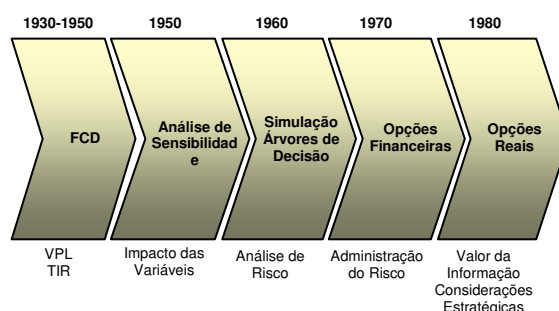 1930-1950
1950
1960
1970
1980
FCD
Análise de
Sensibilidad
e
Simulação
Árvores de
Decisão
Opções
Financeiras
Opções
Reais
VPL
TIR
Impacto das
Variáveis
Análise de
Risco
Administração
do Risco
Valor da
Informação
Considerações
Estratégicas